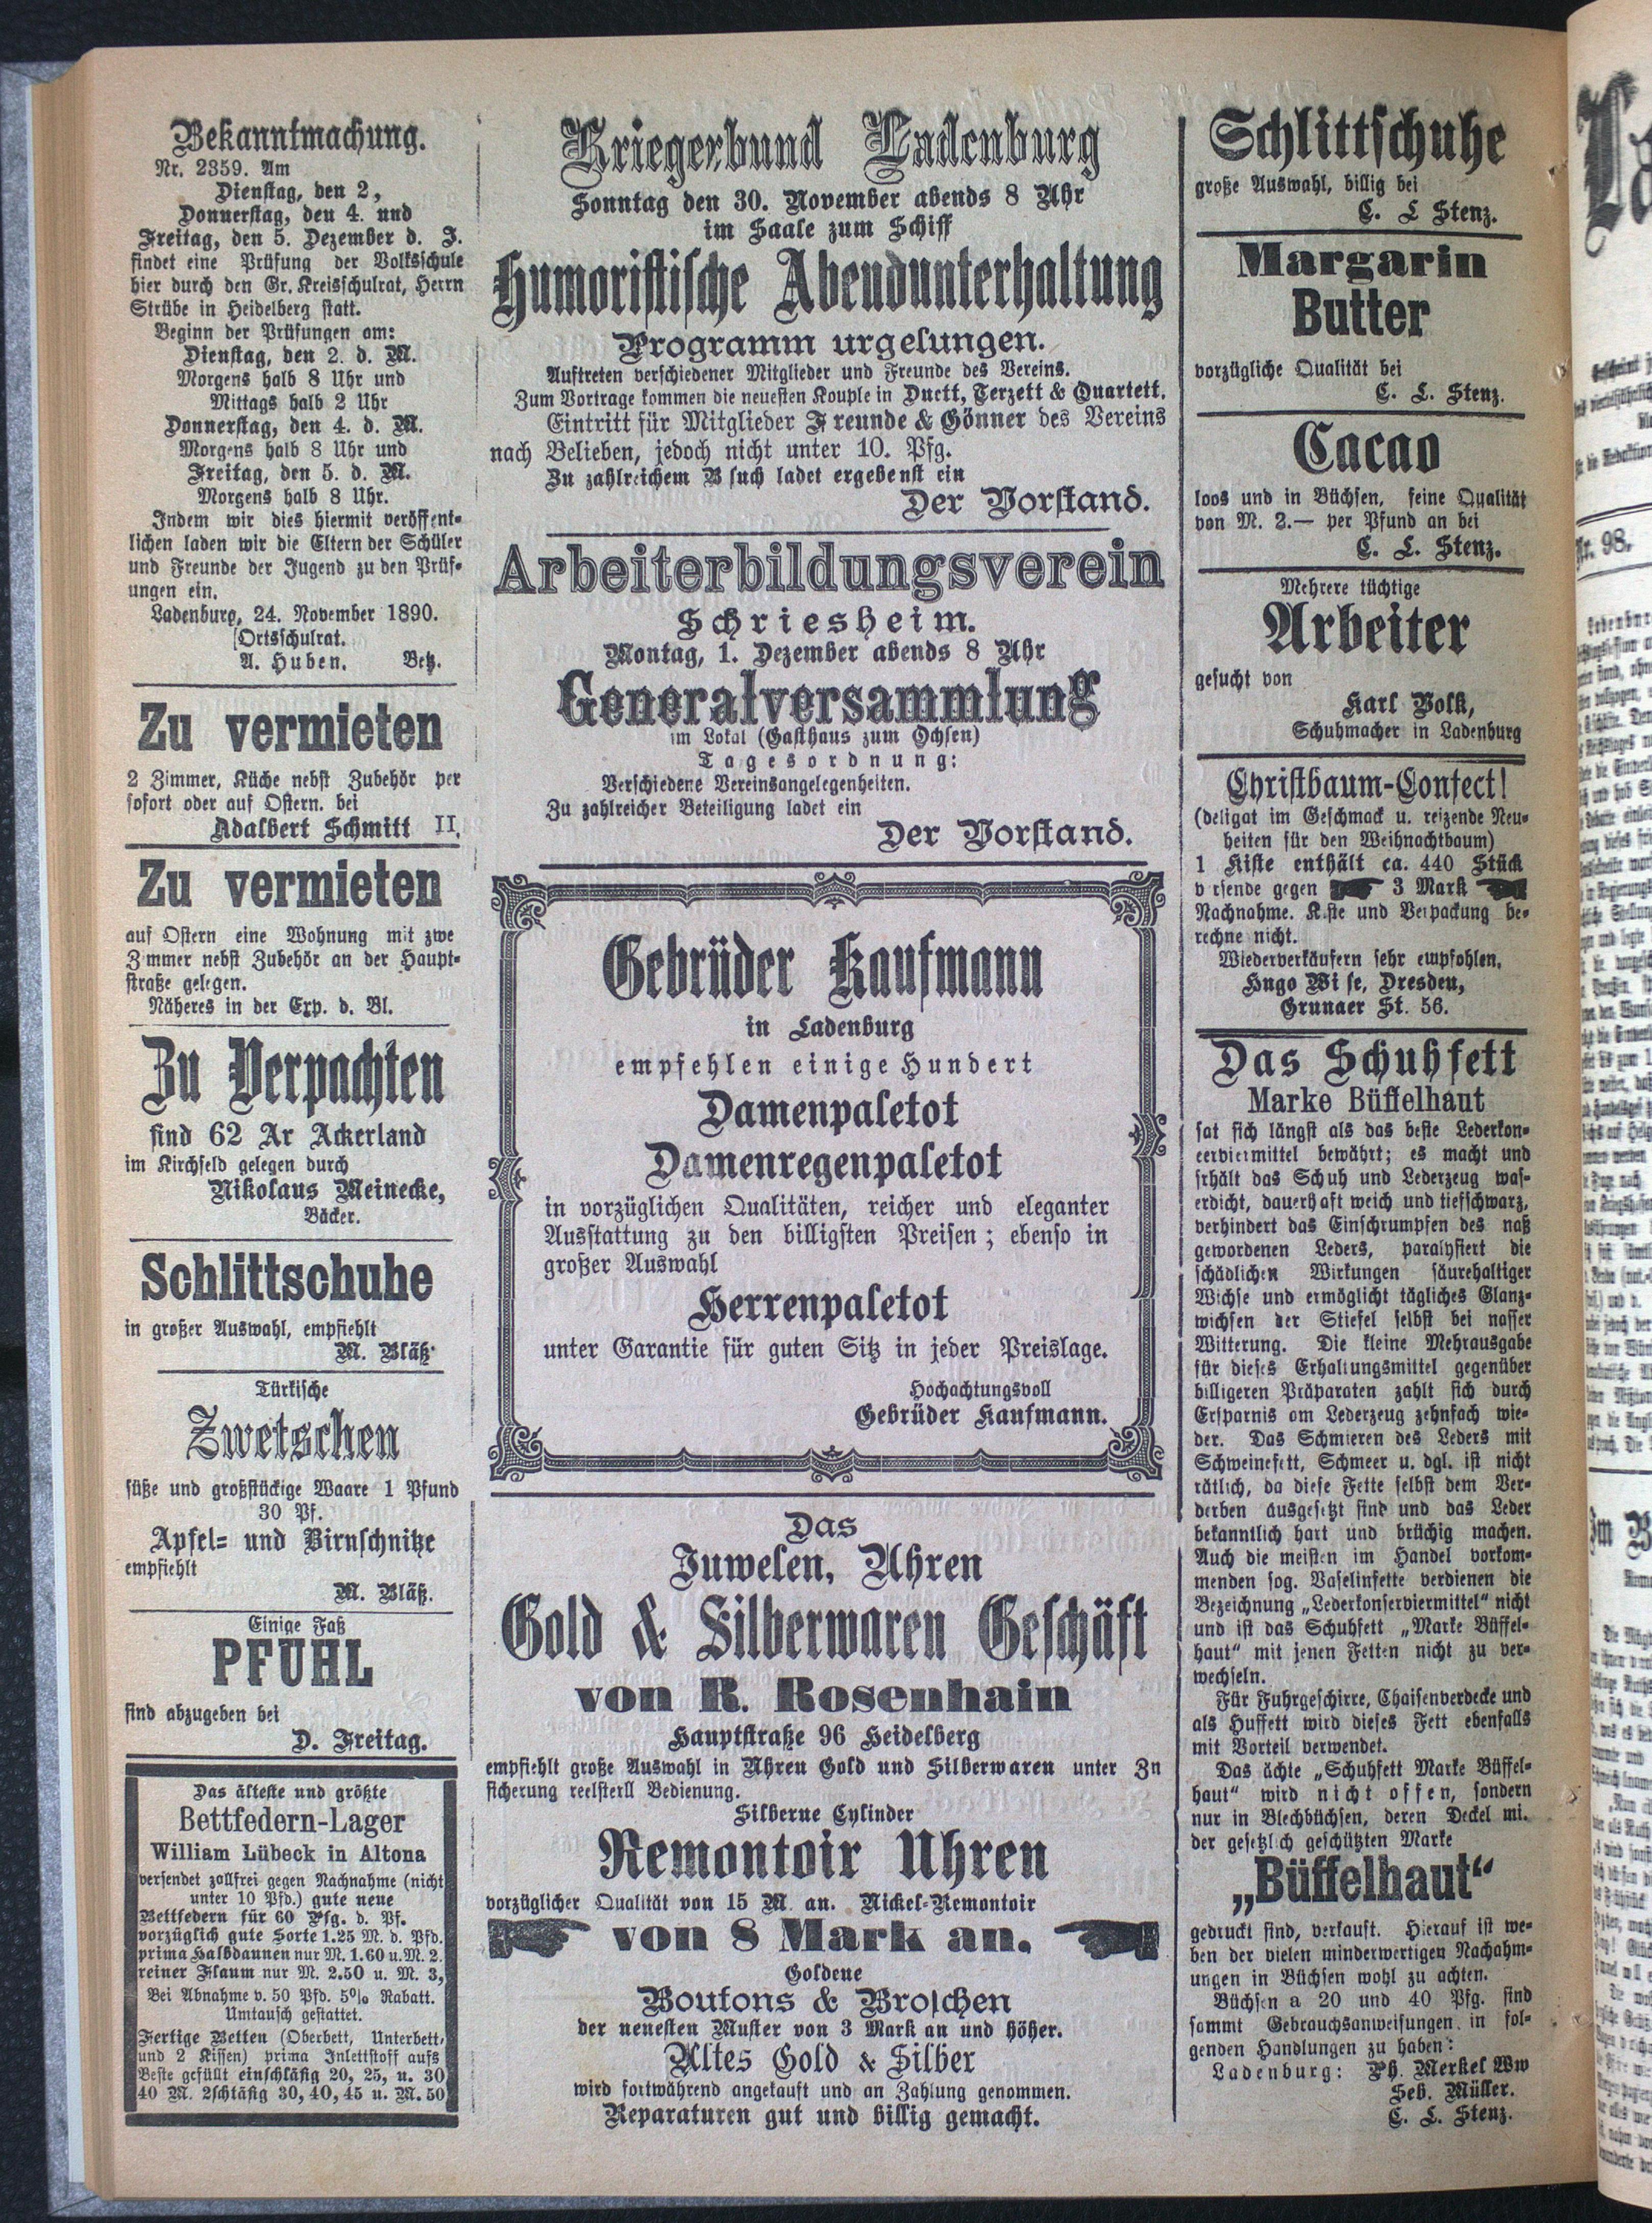 Bekanntmachung.
Nr. 2359. Am
Dienstag, den 2,
Donnerstag, den 4. und
Freitag, den 5. Dezember d. J.
findet eine Prüfung der Volksschule
hier durch den Gr. Kreisschulrat, Herrn
Strübe in Heidelberg statt.
Beginn der Prüfungen am:
Dienstag, den 2. d. M.
Morgens halb 8 Uhr und
Mittags halb 2 Uhr
Donnerstag, den 4. d. M.
Morgens halb 8 Uhr und
Freitag, den 5. d. M.
Morgens halb 8 Uhr.
Indem wir dies hiermit veröffent-
lichen laden wir die Eltern der Schüler
und Freunde der Jugend zu den Prüf-
ungen ein.
Ladenburg, 24. November 1890.
Ortsschulrat.
A. Huben. Betz.
Zu vermieten
2 Zimmer, Küche nebst Zubehör per
sofort oder auf Ostern. bei
Adalbert Schmitt II.
Zu vermieten
auf Ostern eine Wohnung mit zwe
Zimmer nebst Zubehör an der Haupt-
straße gelegen.
Näheres in der Exp. d. Bl.
Zu Verpachten
sind 62 Ar Ackerland
im Kirchfeld gelegen durch
Nikolaus Meinecke,
Bäcker.
Schlittschuhe
in großer Auswahl, empfiehlt
M. Bläß
Türkische
Zwetschen
süße und großstückige Waare 1 Pfund
30 Pf.
Apfel- und Birnschnitze
empfiehlt
M. Bläß.
Einige Faß
PFUHL
sind abzugeben bei
D. Freitag.
Das älteste und größte
Bettfedern-Lager
William Lübeck in Altona
versendet zollfrei gegen Nachnahme (nicht
unter 10 Pfd.) gute neue
Bettfedern für 60 Pfg. d. Pf.
vorzüglich gute Sorte 1.25 M. d. Pfd.
prima Halbdaunen nur M. 1.60 u. M. 2.
reiner Flaum nur M. 2.50 u. M. 3,
Bei Abnahme v. 50 Pfd. 5% Rabatt.
Umtausch gestattet.
Fertige Betten (Oberbett, Unterbett,
und 2 Kissen) prima Inlettstoff aufs
Beste gefüllt einschläfig 20, 25, u. 30
40 M. 2schläfig 30, 40, 45 u. M. 50
Kriegerbund Ladenburg
Sonntag den 30. November abends 8 Uhr
im Saale zum Schiff
Humoristische Abendunterhaltung
Programm urgelungen.
Auftreten verschiedener Mitglieder und Freunde des Vereins.
Zum Vortrage kommen die neuesten Kouple in Duett, Terzett & Quartett.
Eintritt für Mitglieder Freunde & Gönner des Vereins
nach Belieben, jedoch nicht unter 10. Pfg.
Zu zahlreichem B such ladet ergebenst ein
Der Vorstand.
Arbeiterbildungsverein
Schriesheim.
Montag, 1. Dezember abends 8 Uhr
Generalversammlung
im Lokal (Gasthaus zum Ochsen)
Tagesordnung:
Verschiedene Vereinsangelegenheiten.
Zu zahlreicher Beteiligung ladet ein
Der Vorstand.
Gebrüder Kaufmann
in Ladenburg
empfehlen einige Hundert
Damenpaletot
Damenregenpaletot
in vorzüglichen Qualitäten, reicher und eleganter
Ausstattung zu den billigsten Preisen; ebenso in
großer Auswahl
Herrenpaletot
unter Garantie für guten Sitz in jeder Preislage.
Hochachtungsvoll
Gebrüder Kaufmann.
Das
Juwelen, Uhren
Gold & Silberwaren Geschäft
von R. Rosenhain
Hauptstraße 96 Heidelberg
empfiehlt große Auswahl in Uhren Gold und Silberwaren unter Zu
sicherung reelsterll Bedienung.
Silberne Cylinder
Remontoir Uhren
vorzüglicher Qualität von 15 M. an. Nickel-Remontoir
von 8 Mark an.
Goldene
Boutons & Broschen
der neuesten Muster von 3 Mark an und höher.
Altes Gold & Silber
wird fortwährend angekauft und an Zahlung genommen.
Reparaturen gut und billig gemacht.
Schlittschuhe
große Auswahl, billig bei
C. L Stenz.
Margarin
Butter
vorzügliche Qualität bei
C. L. Stenz.
Cacao
loos und in Büchsen, feine Qualität
von M. 2.— per Pfund an bei
C. L. Stenz.
Mehrere tüchtige
Arbeiter
gesucht von
Karl Volk,
Schuhmacher in Ladenburg
Christbaum-Confect!
(deligat im Geschmack u. reizende Neu-
heiten für den Weihnachtbaum)
1 Kiste enthält ca. 440 Stück
v rsende gegen 3 Mark
Nachnahme. Kiste und Verpackung be-
rechne nicht.
Wiederverkäufern sehr empfohlen.
Hugo Wi se, Dresden,
Grunaer St. 56.
Das Schuhfett
Marke Büffelhaut
hat sich längst als das beste Lederkon-
serviermittel bewährt; es macht und
erhält das Schuh und Lederzeug was-
erdicht, dauerhaft weich und tiefschwarz,
verhindert das Einschrumpfen des naß
gewordenen Leders, paralysiert die
schädlichen Wirkungen säurehaltiger
Wichse und ermöglicht tägliches Glanz-
wichsen der Stiefel selbst bei nasser
Witterung. Die kleine Mehrausgabe
für dieses Erhaltungsmittel gegenüber
billigeren Präparaten zahlt sich durch
Ersparnis am Lederzeug zehnfach wie-
der. Das Schmieren des Leders mit
Schweinefett, Schmeer u. dgl. ist nicht
rätlich, da diese Fette selbst dem Ver-
derben ausgesetzt sind und das Leder
bekanntlich hart und brüchig machen.
Auch die meisten im Handel vorkom-
menden sog. Vaselinfette verdienen die
Bezeichnung „Lederkonserviermittel" nicht
und ist das Schuhfett „Marke Büffel-
haut" mit jenen Fetten nicht zu ver-
wechseln.
Für Fuhrgeschirre, Chaisenverdecke und
als Huffett wird dieses Fett ebenfalls
mit Vorteil verwendet.
Das ächte „Schuhfett Marke Büffel-
haut" wird nicht offen, sondern
nur in Blechbüchsen, deren Deckel mi.
der gesetzlich geschützten Marke
„Büffelhaut"
gedruckt sind, verkauft. Hierauf ist we-
ben der vielen minderwertigen Nachahm-
ungen in Büchsen wohl zu achten.
Büchsen a 20 und 40 Pfg. sind
sammt Gebrauchsanweisungen in fol-
genden Handlungen zu haben:
Ladenburg: Ph. Merkel Ww
Seb. Müller.
C. L. Stenz.
Nr. 98.